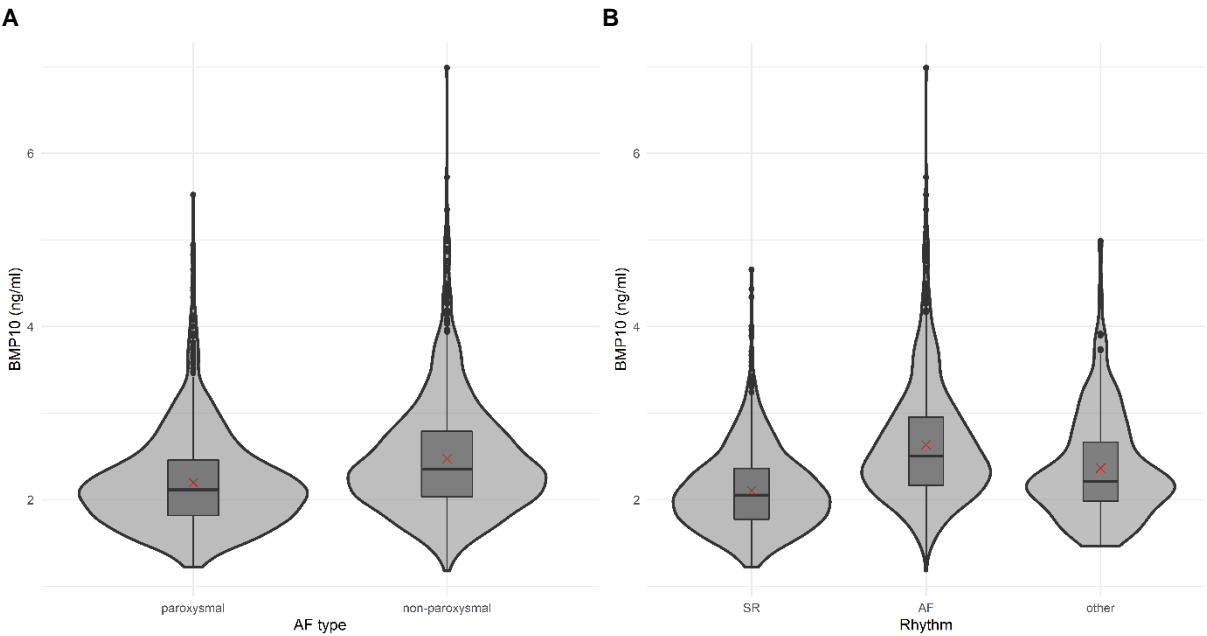 A
BMP10 (ng/ml)
6
4
2
paroxysmal
non-paroxysmal
AF type
B
BMP10 (ng/ml)
6
4
2
SR
AF
other
Rhythm